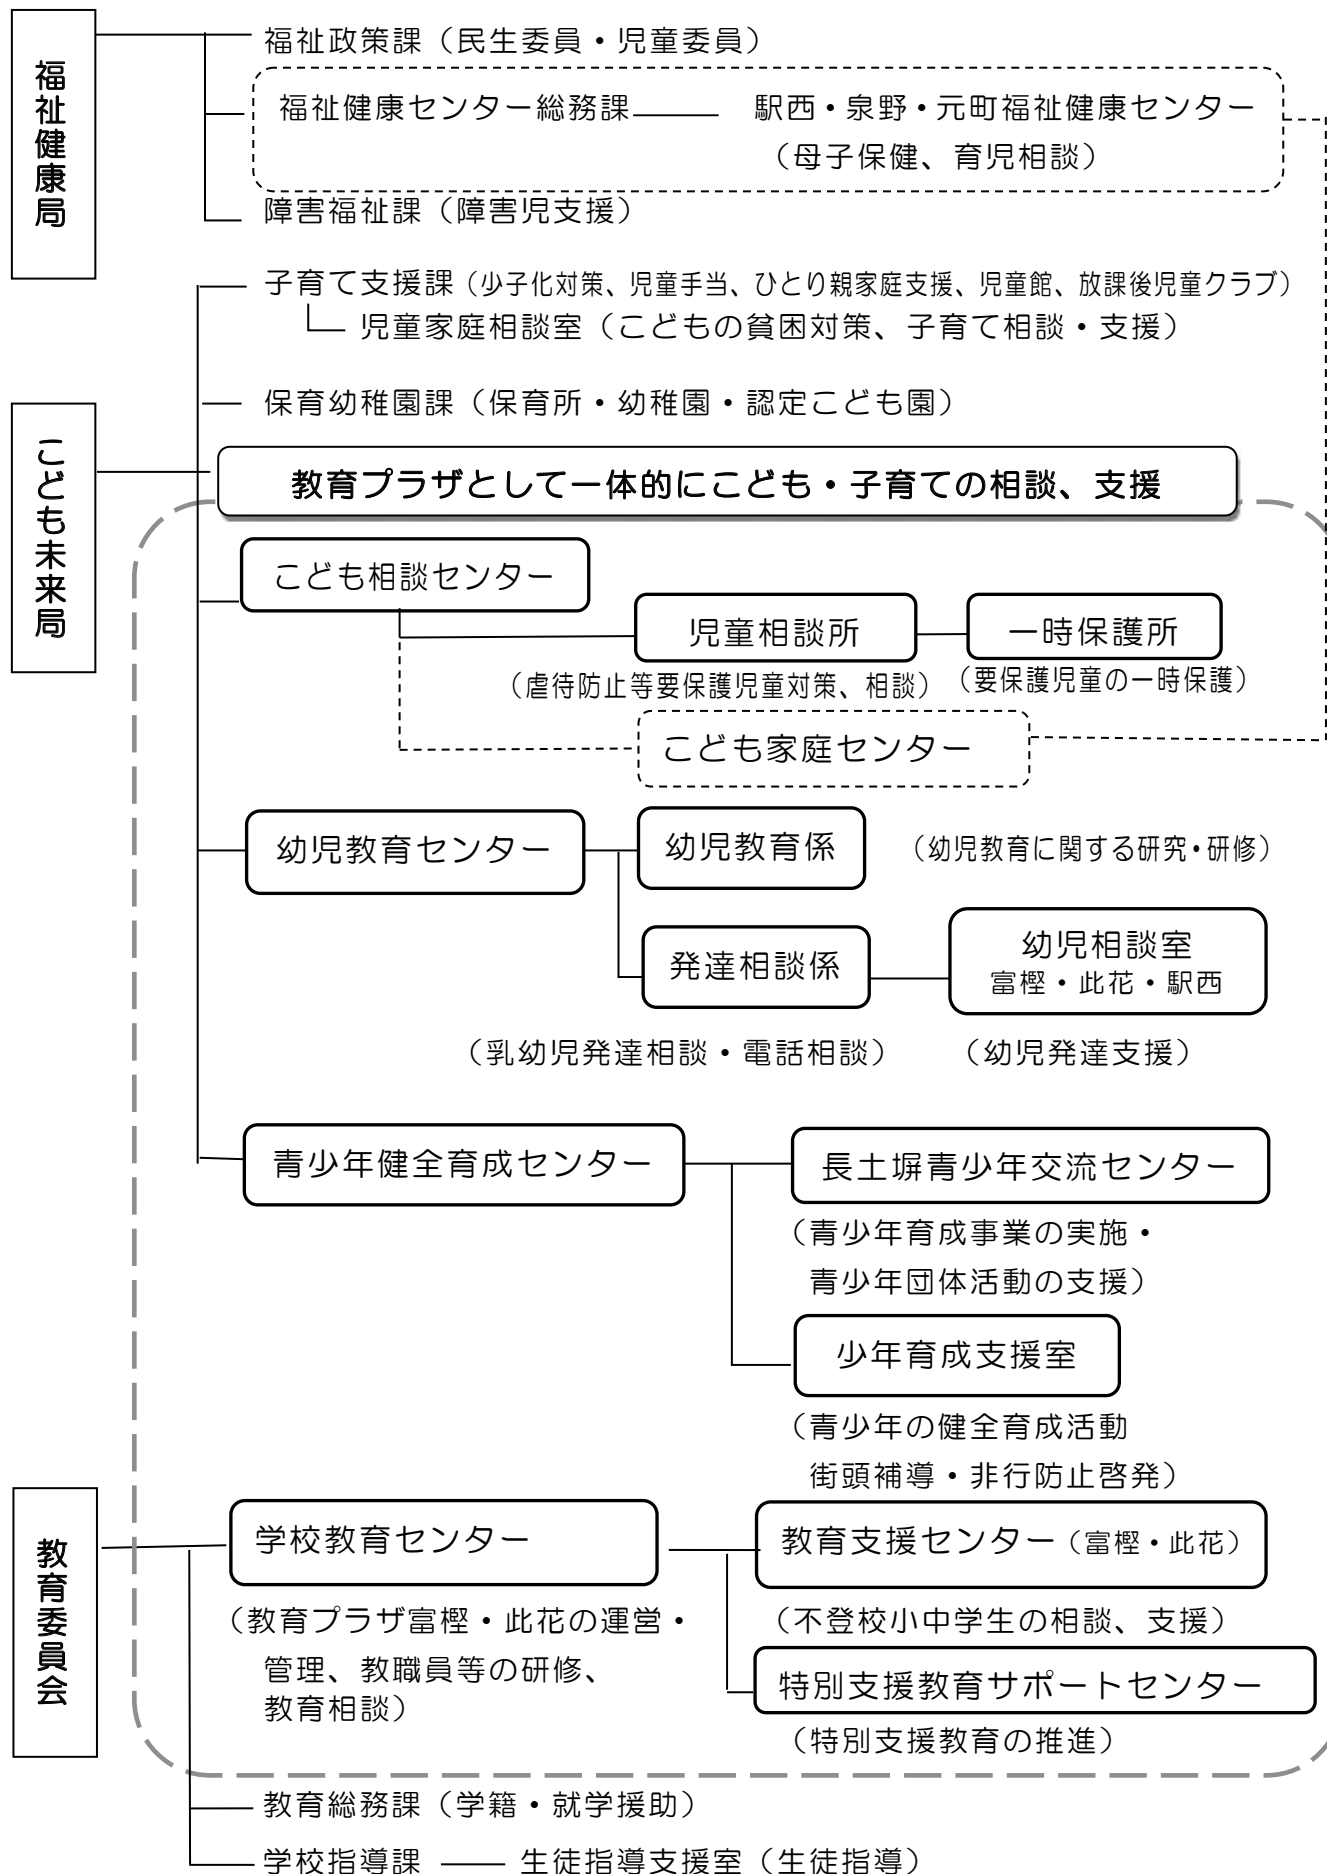 福祉健康局
福祉政策課（民生委員・児童委員）
福祉健康センター総務課 駅西・泉野・元町福祉健康センター
（母子保健、育児相談）
障害福祉課（障害児支援）
こども未来局
子育て支援課（少子化対策、児童手当、ひとり親家庭支援、児童館、放課後児童クラブ）
児童家庭相談室（こどもの貧困対策、子育て相談・支援）
保育幼稚園課（保育所・幼稚園・認定こども園）
教育プラザとして一体的にこども・子育ての相談、支援
こども相談センター
児童相談所 一時保護所
（虐待防止等要保護児童対策、相談） （要保護児童の一時保護）
こども家庭センター
幼児教育センター 幼児教育係 （幼児教育に関する研究・研修）
発達相談係 幼児相談室
富樫・此花・駅西
（乳幼児発達相談・電話相談） （幼児発達支援）
青少年健全育成センター 長土塀青少年交流センター
（青少年育成事業の実施・
青少年団体活動の支援）
少年育成支援室
（青少年の健全育成活動
街頭補導・非行防止啓発）
教育委員会
学校教育センター 教育支援センター（富樫・此花）
（教育プラザ富樫・此花の運営・ （不登校小中学生の相談、支援）
管理、教職員等の研修、 特別支援教育サポートセンター
教育相談）
（特別支援教育の推進）
教育総務課（学籍・就学援助）
学校指導課 生徒指導支援室（生徒指導）